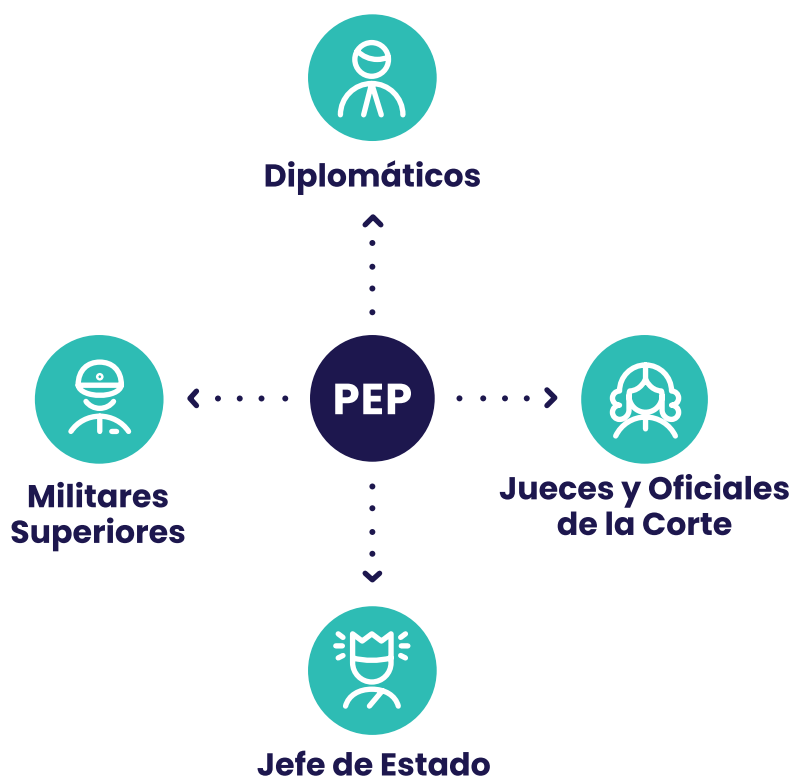 Diplomáticos
PEP
Militares
Superiores
Jueces y Oficiales
de la Corte
Jefe de Estado